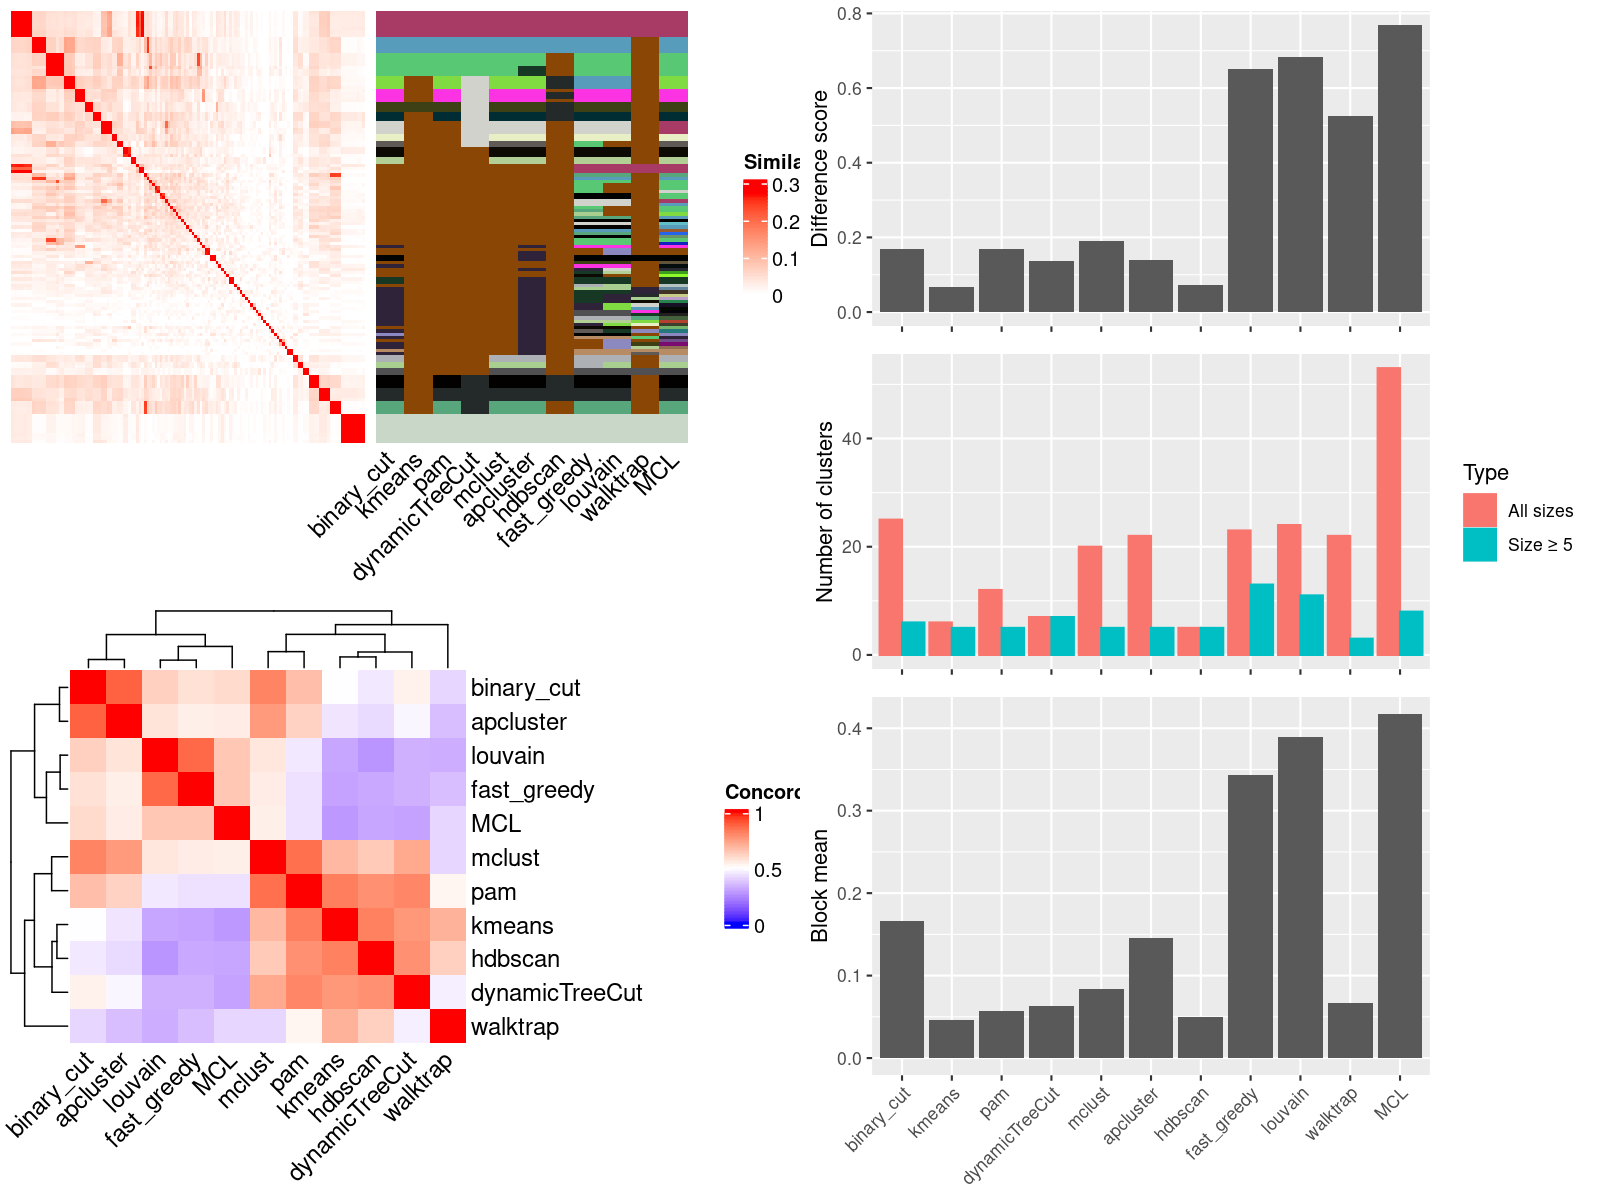 Simila
0.3
0.2
0.1
0
binary_cut
kmeans
pam
dynamicTreeCut
mclust
apcluster
hdbscan
fast_greedy
louvain
walktrap
MCL
binary_cut
apcluster
louvain
fast_greedy
MCL
mclust
pam
kmeans
hdbscan
dynamicTreeCut
walktrap
binary_cut
apcluster
louvain
fast_greedy
MCL
mclust
pam
kmeans
hdbscan
dynamicTreeCut
walktrap
Concord
1
0.5
0
Difference score
0.8
0.6
0.4
0.2
0.0
Number of clusters
40
20
0
Type
All sizes
Size ≥ 5
Block mean
0.4
0.3
0.2
0.1
0.0
binary_cut
kmeans
pam
dynamicTreeCut
mclust
apcluster
hdbscan
fast_greedy
louvain
walktrap
MCL